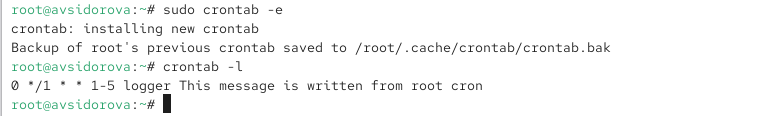 root@avsidorova:~# sudo crontab -e
crontab: installing new crontab
Backup of root's previous crontab saved to /root/.cache/crontab/crontab.bak
root@avsidorova:~# crontab -l
0 */1 * * 1-5 logger This message is written from root cron
root@avsidorova:~#